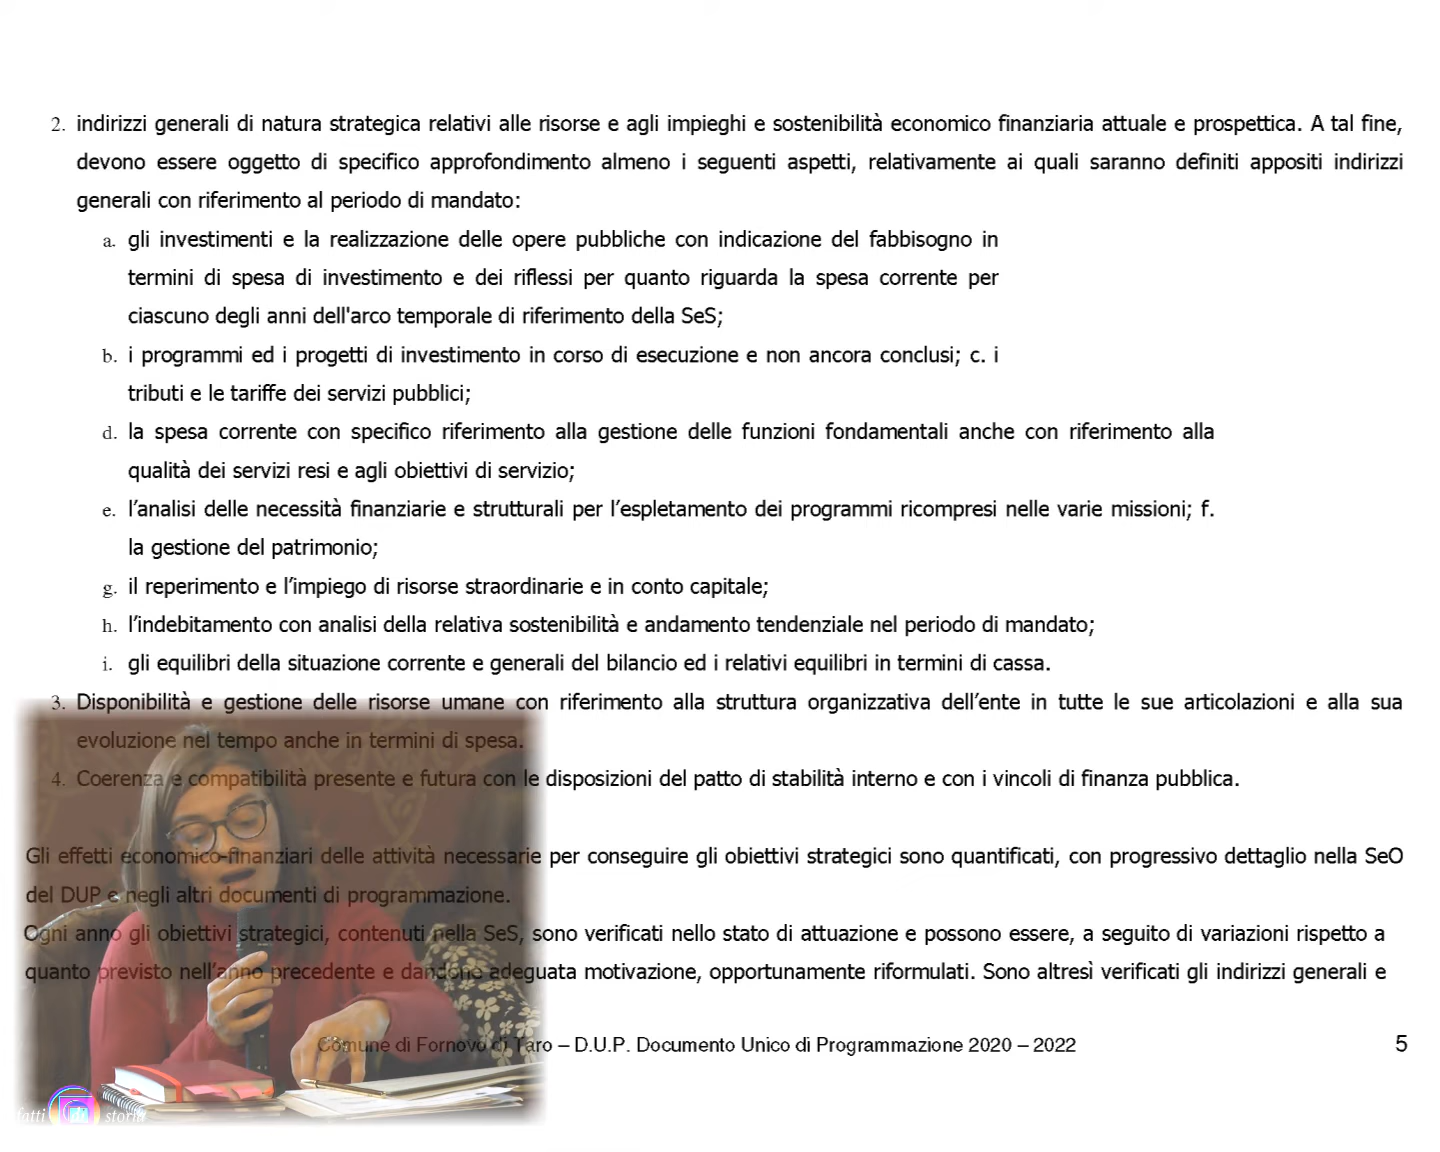 2. indirizzi generali di natura strategica relativi alle risorse e agli impieghi e sostenibilità economico finanziaria attuale e prospettica. A tal fine,
devono essere oggetto di specifico approfondimento almeno i seguenti aspetti, relativamente ai quali saranno definiti appositi indirizzi
generali con riferimento al periodo di mandato:
a. gli investimenti e la realizzazione delle opere pubbliche con indicazione del fabbisogno in
termini di spesa di investimento e dei riflessi per quanto riguarda la spesa corrente per
ciascuno degli anni dell'arco temporale di riferimento della SeS;
b. i programmi ed i progetti di investimento in corso di esecuzione e non ancora conclusi; c. i
tributi e le tariffe dei servizi pubblici;
d. la spesa corrente con specifico riferimento alla gestione delle funzioni fondamentali anche con riferimento alla
qualità dei servizi resi e agli obiettivi di servizio;
e. l’analisi delle necessità finanziarie e strutturali per l’espletamento dei programmi ricompresi nelle varie missioni; f.
la gestione del patrimonio;
g. il reperimento e l’impiego di risorse straordinarie e in conto capitale;
h. l’indebitamento con analisi della relativa sostenibilità e andamento tendenziale nel periodo di mandato;
i. gli equilibri della situazione corrente e generali del bilancio ed i relativi equilibri in termini di cassa.
3. Disponibilità e gestione delle risorse umane con riferimento alla struttura organizzativa dell’ente in tutte le sue articolazioni e alla sua
evoluzione nel tempo anche in termini di spesa.
4. Coerenza e compatibilità presente e futura con le disposizioni del patto di stabilità interno e con i vincoli di finanza pubblica.
Gli effetti economico-finanziari delle attività necessarie per conseguire gli obiettivi strategici sono quantificati, con progressivo dettaglio nella SeO
del DUP e negli altri documenti di programmazione.
Ogni anno gli obiettivi strategici, contenuti nella SeS, sono verificati nello stato di attuazione e possono essere, a seguito di variazioni rispetto a
quanto previsto nell’anno precedente e dandone adeguata motivazione, opportunamente riformulati. Sono altresì verificati gli indirizzi generali e
Comune di Fornovo di Taro – D.U.P. Documento Unico di Programmazione 2020 – 2022 5
fatti di storia